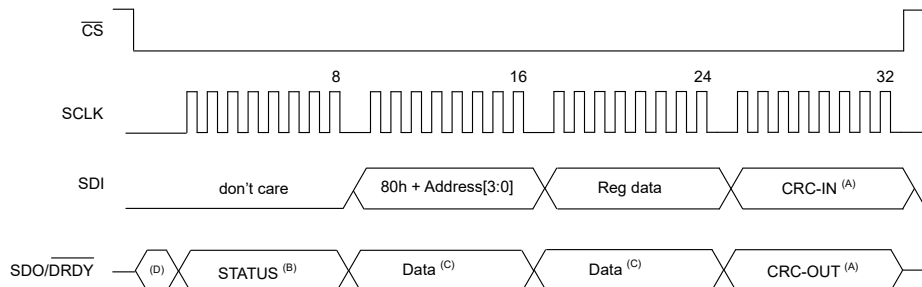 CS
8 16 24 32
SCLK
SDI don't care 80h + Address[3:0] Reg data CRC-IN (A)
SDO/DRDY (D) STATUS (B) Data (C) Data (C) CRC-OUT (A)